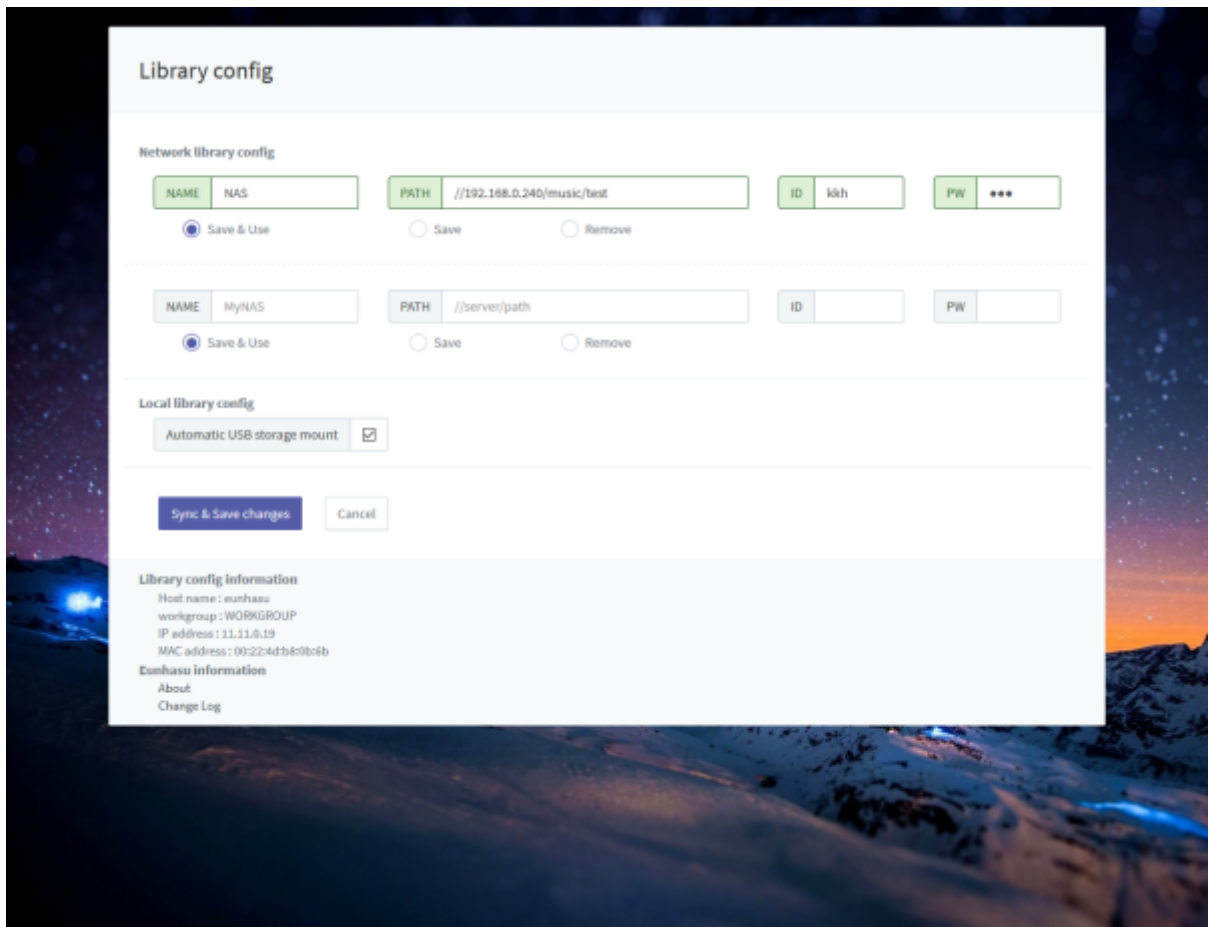 Library config
Network library config
NAME NAS PATH //192.168.0.240/music/test ID kkh PW •••
Save & Use Save Remove
NAME MyNAS PATH //server/path ID PW
Save & Use Save Remove
Local library config
Automatic USB storage mount
Sync & Save changes Cancel
Library config information
Host name : eunhasu
workgroup : WORKGROUP
IP address : 11.11.0.19
MAC address : 00:22:4d:b8:0b:6b
Eunhasu information
About
Change Log